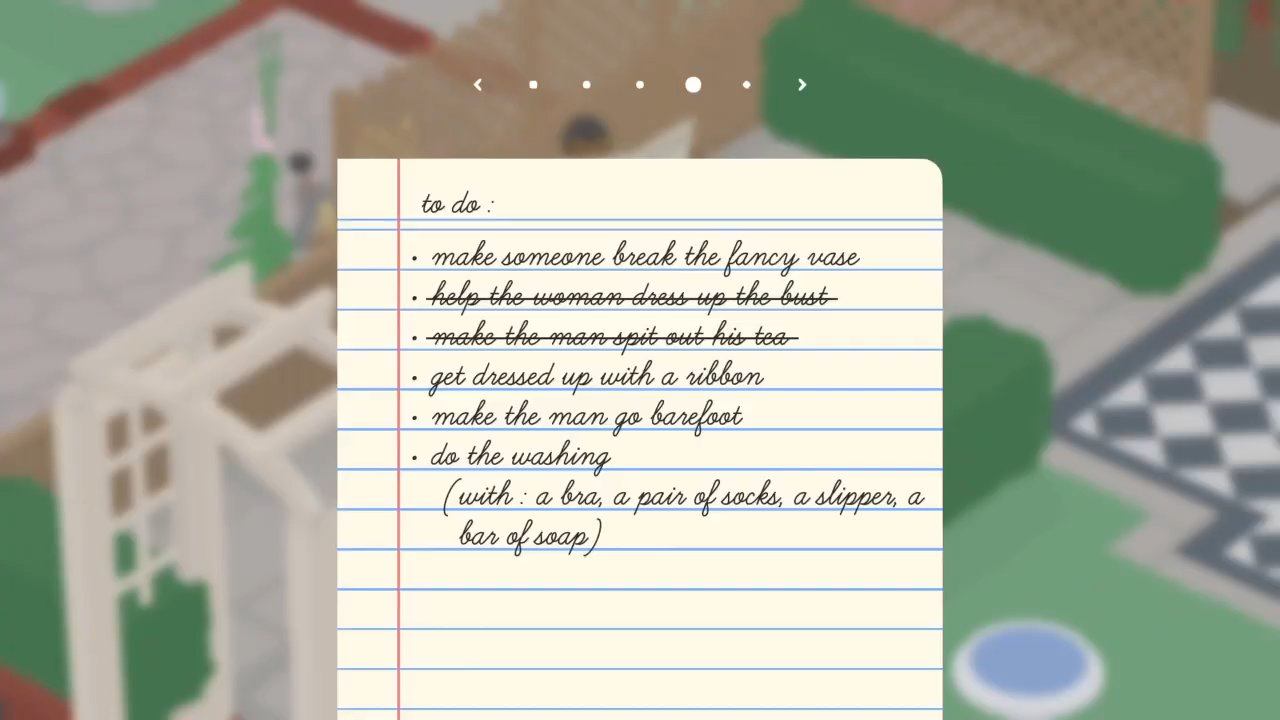 to do :
• make someone break the fancy vase
• help the woman dress up the bust
• make the man spit out his tea
• get dressed up with a ribbon
• make the man go barefoot
• do the washing
(with : a bra, a pair of socks, a slipper, a
bar of soap)